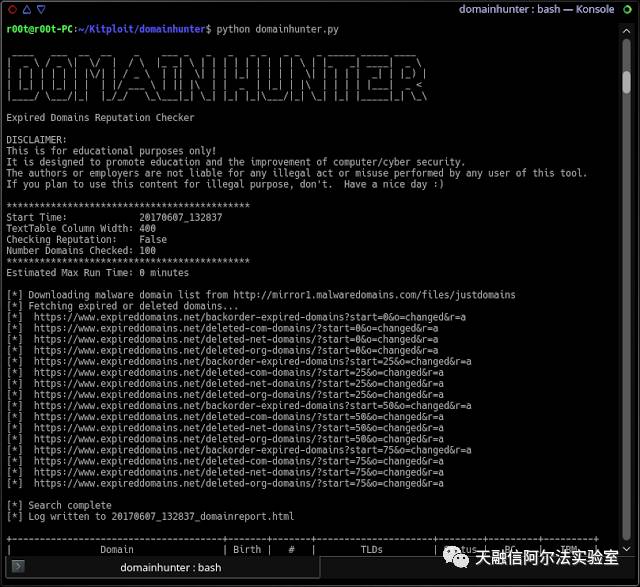 domainhunter : bash — Konsole
r00t@r00t-PC:~/Kitploit/domainhunter$ python domainhunter.py
DOMAIN HUNTER
Expired Domains Reputation Checker
DISCLAIMER:
This is for educational purposes only!
It is designed to promote education and the improvement of computer/cyber security.
The authors or employers are not liable for any illegal act or misuse performed by any user of this tool.
If you plan to use this content for illegal purpose, don't.  Have a nice day :)
********************************************
Start Time:             20170607_132837
TextTable Column Width: 400
Checking Reputation:    False
Number Domains Checked: 100
********************************************
Estimated Max Run Time: 0 minutes
[*] Downloading malware domain list from http://mirror1.malwaredomains.com/files/justdomains
[*] Fetching expired or deleted domains...
[*]  https://www.expireddomains.net/backorder-expired-domains?start=0&o=changed&r=a
[*]  https://www.expireddomains.net/deleted-com-domains/?start=0&o=changed&r=a
[*]  https://www.expireddomains.net/deleted-net-domains/?start=0&o=changed&r=a
[*]  https://www.expireddomains.net/deleted-org-domains/?start=0&o=changed&r=a
[*]  https://www.expireddomains.net/backorder-expired-domains?start=25&o=changed&r=a
[*]  https://www.expireddomains.net/deleted-com-domains/?start=25&o=changed&r=a
[*]  https://www.expireddomains.net/deleted-net-domains/?start=25&o=changed&r=a
[*]  https://www.expireddomains.net/deleted-org-domains/?start=25&o=changed&r=a
[*]  https://www.expireddomains.net/backorder-expired-domains?start=50&o=changed&r=a
[*]  https://www.expireddomains.net/deleted-com-domains/?start=50&o=changed&r=a
[*]  https://www.expireddomains.net/deleted-net-domains/?start=50&o=changed&r=a
[*]  https://www.expireddomains.net/deleted-org-domains/?start=50&o=changed&r=a
[*]  https://www.expireddomains.net/backorder-expired-domains?start=75&o=changed&r=a
[*]  https://www.expireddomains.net/deleted-com-domains/?start=75&o=changed&r=a
[*]  https://www.expireddomains.net/deleted-net-domains/?start=75&o=changed&r=a
[*]  https://www.expireddomains.net/deleted-org-domains/?start=75&o=changed&r=a
[*] Search complete
[*] Log written to 20170607_132837_domainreport.html
| Domain | Birth | # | TLDs |
天融信阿尔法实验室
domainhunter : bash